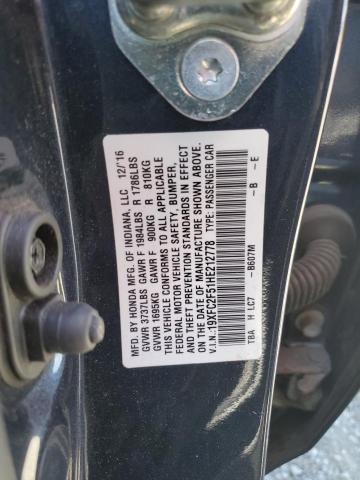 MFD. BY HONDA MFG. OF INDIANA, LLC 12/16
GVWR 3737LBS GAWR F 1984LBS R 1786LBS
GVWR 1695KG GAWR F 900KG R 810KG
THIS VEHICLE CONFORMS TO ALL APPLICABLE
FEDERAL MOTOR VEHICLE SAFETY, BUMPER,
AND THEFT PREVENTION STANDARDS IN EFFECT
ON THE DATE OF MANUFACTURE SHOWN ABOVE.
V.I.N.:19XFC2F51HE212778 TYPE: PASSENGER CAR
TBA H LC7 -B607M -B -E